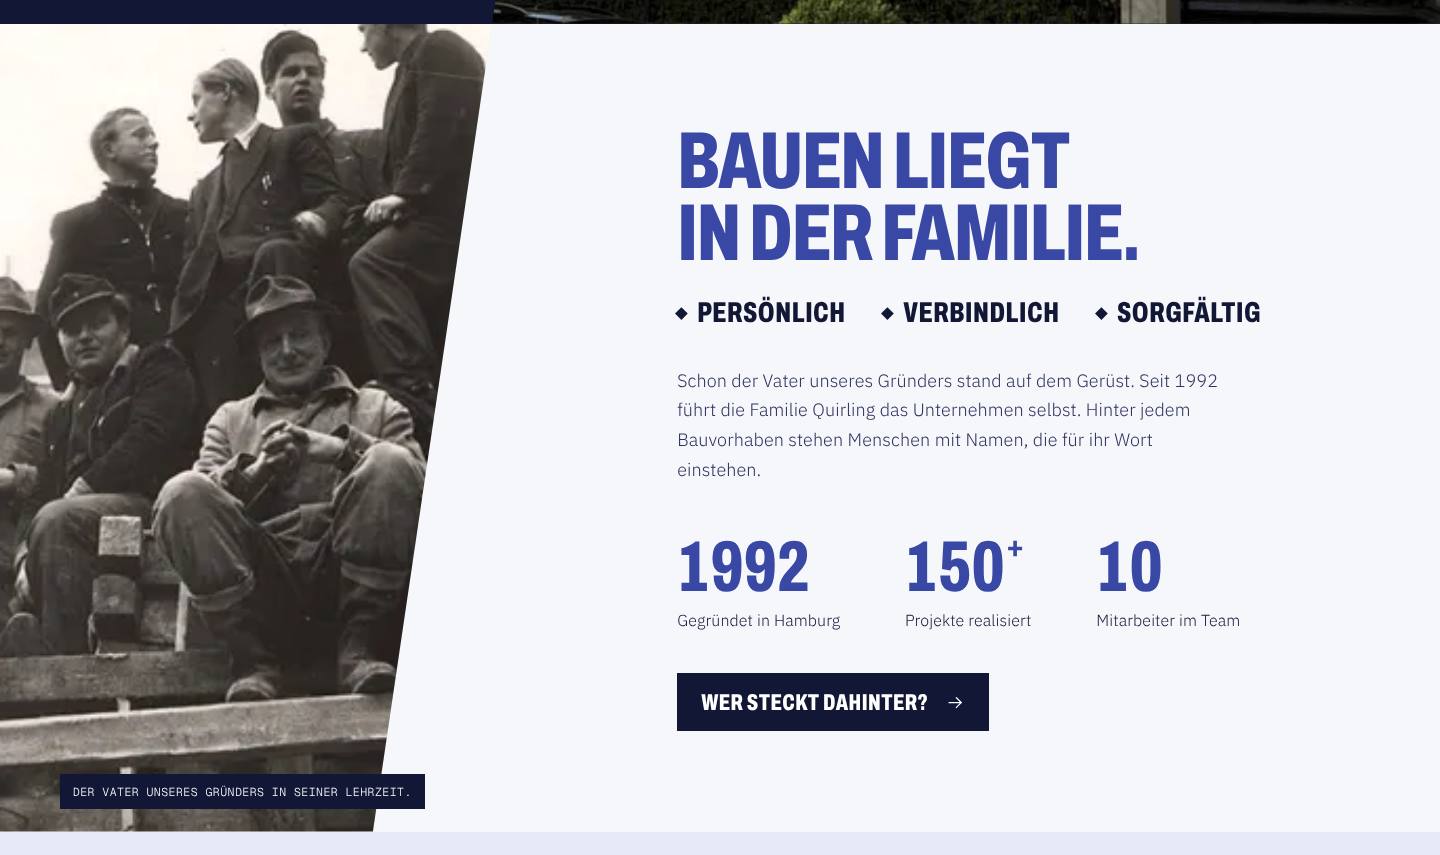 BAUEN LIEGT
IN DER FAMILIE.
PERSÖNLICH
VERBINDLICH
SORGFÄLTIG
Schon der Vater unseres Gründers stand auf dem Gerüst. Seit 1992
führt die Familie Quirling das Unternehmen selbst. Hinter jedem
Bauvorhaben stehen Menschen mit Namen, die für ihr Wort
einstehen.
1992
Gegründet in Hamburg
150+
Projekte realisiert
10
Mitarbeiter im Team
WER STECKT DAHINTER? →
DER VATER UNSERES GRÜNDERS IN SEINER LEHRZEIT.